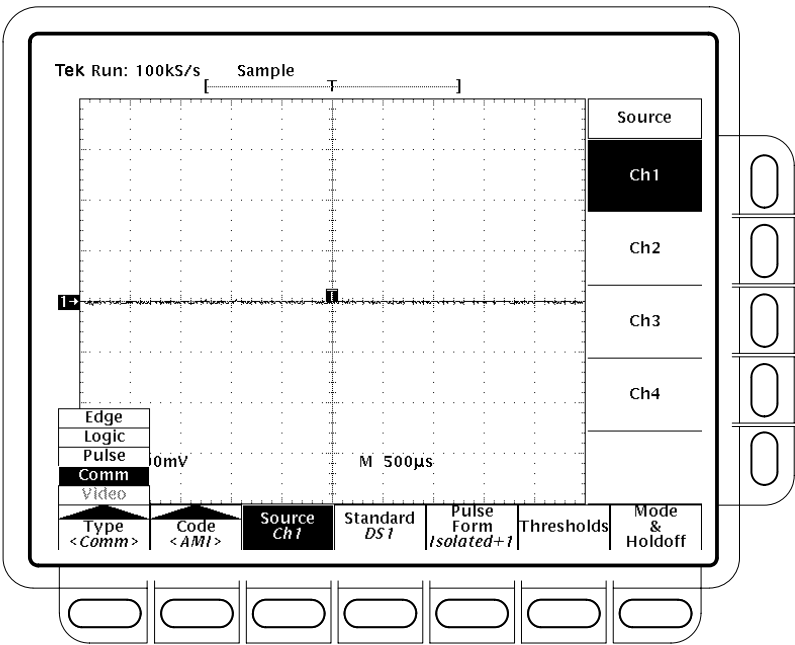 Tek Run: 100kS/s Sample
[ T ]
Source
Ch1
Ch2
Ch3
Ch4
T
1→
Edge
Logic
Pulse
Comm
Video
0mV M 500µs
Type
<Comm>
Code
<AMI>
Source
Ch1
Standard
DS1
Pulse
Form
Isolated+1
Thresholds
Mode
&
Holdoff